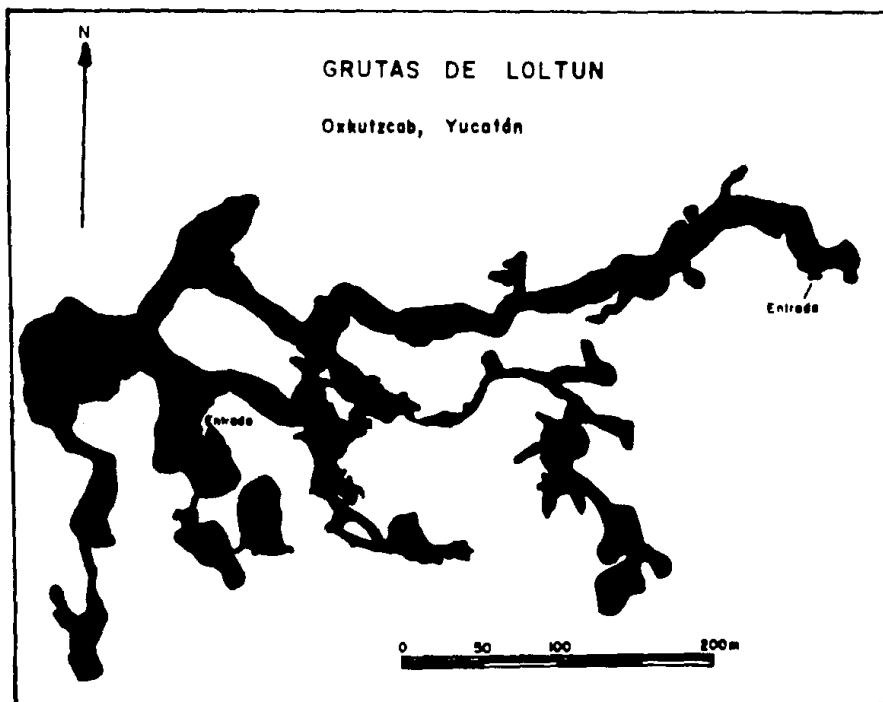 N
GRUTAS DE LOLTUN
Oxkutzcab, Yucatán
Entrada
Entrada
0 50 100 200m